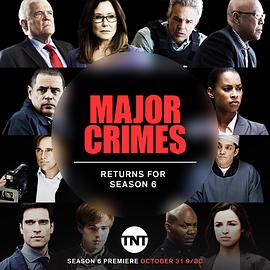 MAJOR
CRIMES
RETURNS FOR
SEASON 6
TNT
SEASON 6 PREMIERE OCTOBER 31 9/8C